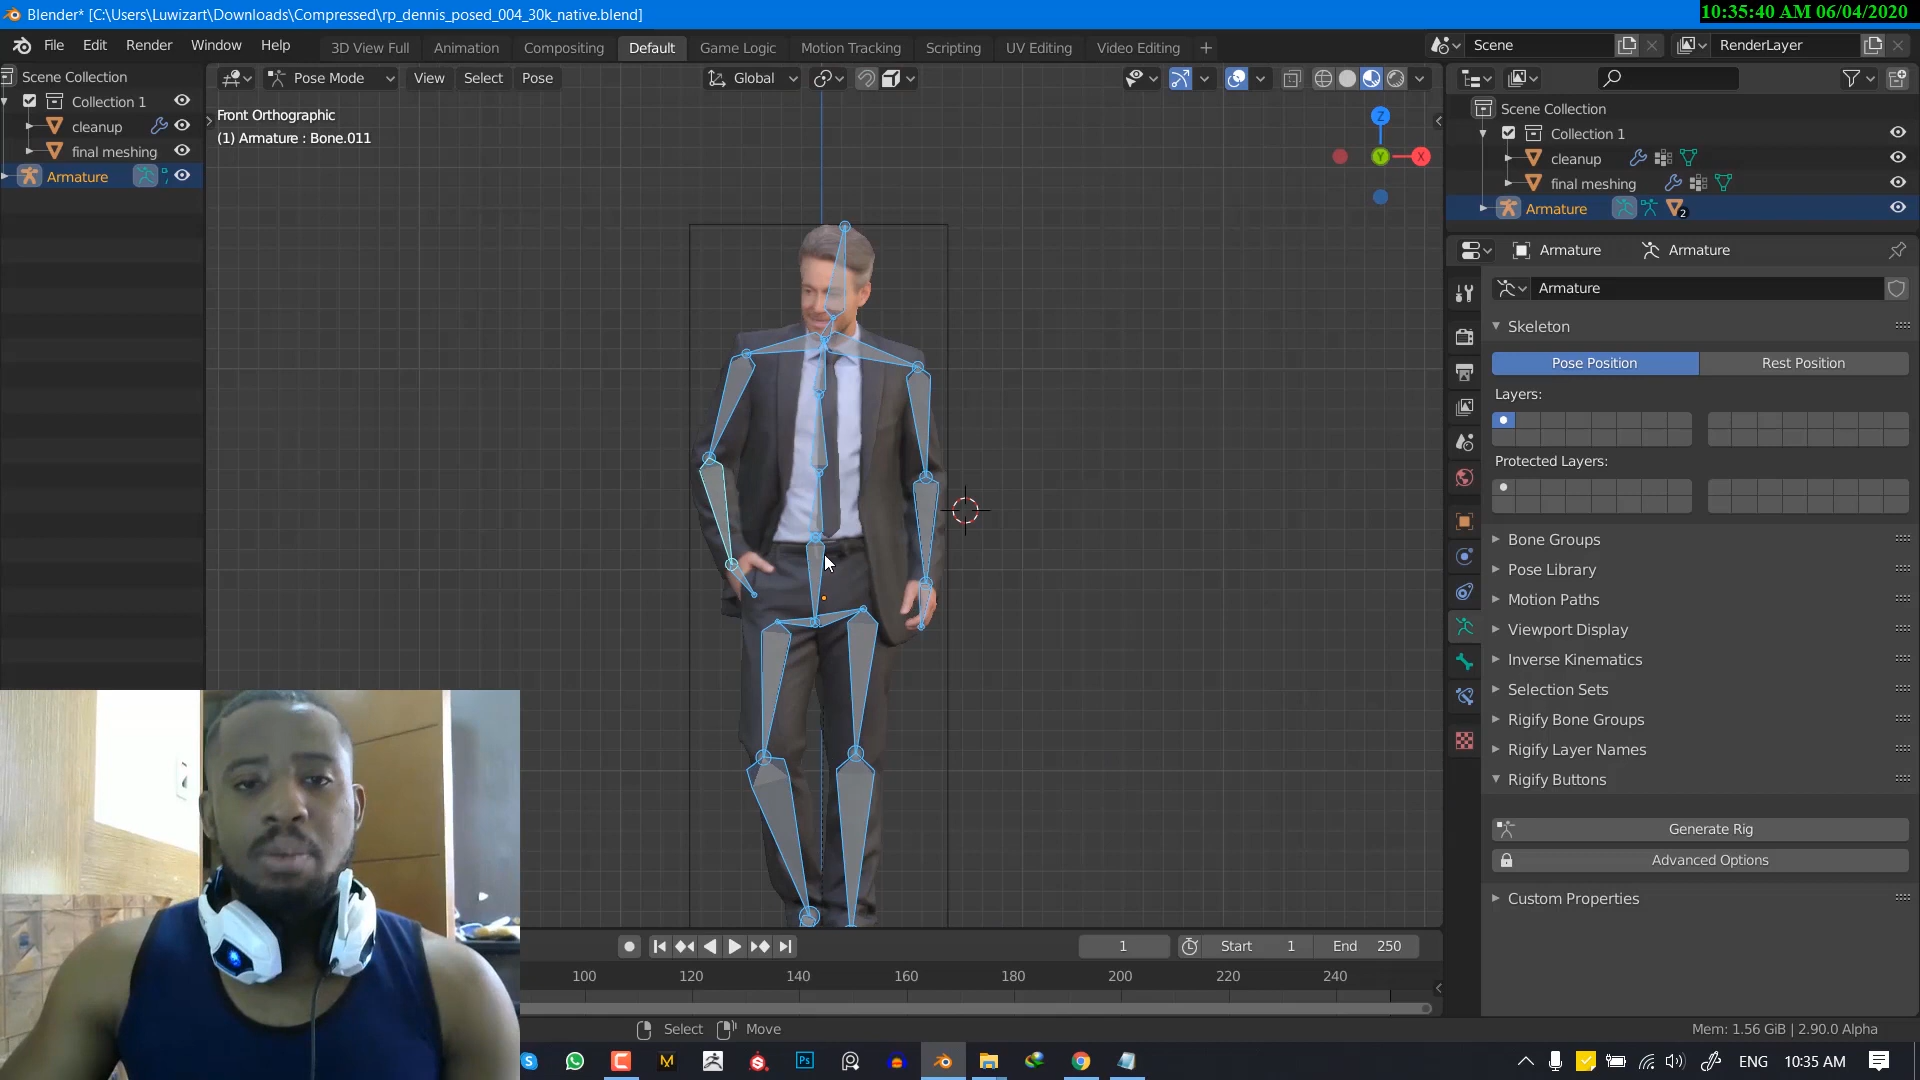 Blender* [C:\Users\Luwizart\Downloads\Compressed\rp_dennis_posed_004_30k_native.blend]
10:35:40 AM 06/04/2020
File Edit Render Window Help
3D View Full Animation Compositing Default Game Logic Motion Tracking Scripting UV Editing Video Editing +
Scene RenderLayer
Scene Collection
Collection 1
cleanup
final meshing
Armature
Pose Mode View Select Pose Global
Front Orthographic
(1) Armature : Bone.011
Z
Y
X
Scene Collection
Collection 1
cleanup
final meshing
Armature 2
Armature Armature
Armature
Skeleton
Pose Position Rest Position
Layers:
Protected Layers:
Bone Groups
Pose Library
Motion Paths
Viewport Display
Inverse Kinematics
Selection Sets
Rigify Bone Groups
Rigify Layer Names
Rigify Buttons
Generate Rig
Advanced Options
Custom Properties
1 Start 1 End 250
100 120 140 160 180 200 220 240
Select Move
Mem: 1.56 GiB | 2.90.0 Alpha
Ps
ENG 10:35 AM